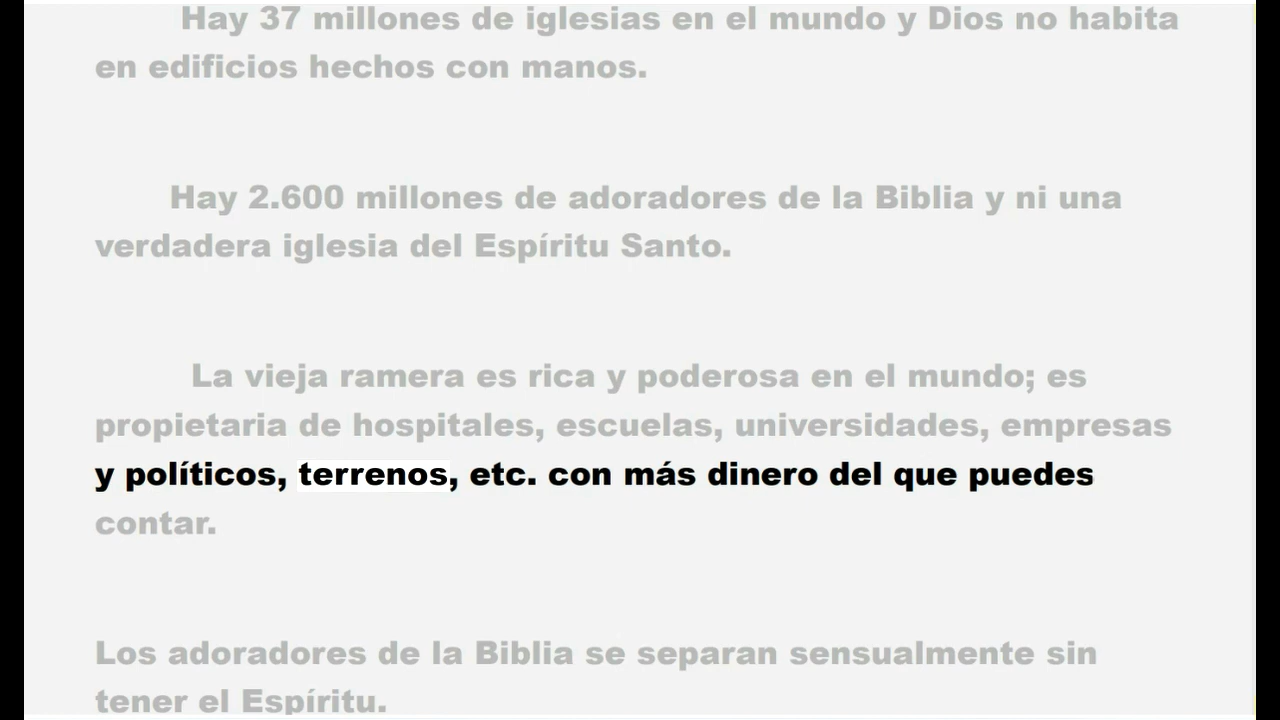 Hay 37 millones de iglesias en el mundo y Dios no habita
en edificios hechos con manos.
Hay 2.600 millones de adoradores de la Biblia y ni una
verdadera iglesia del Espíritu Santo.
La vieja ramera es rica y poderosa en el mundo; es
propietaria de hospitales, escuelas, universidades, empresas
y políticos, terrenos, etc. con más dinero del que puedes
contar.
Los adoradores de la Biblia se separan sensualmente sin
tener el Espíritu.